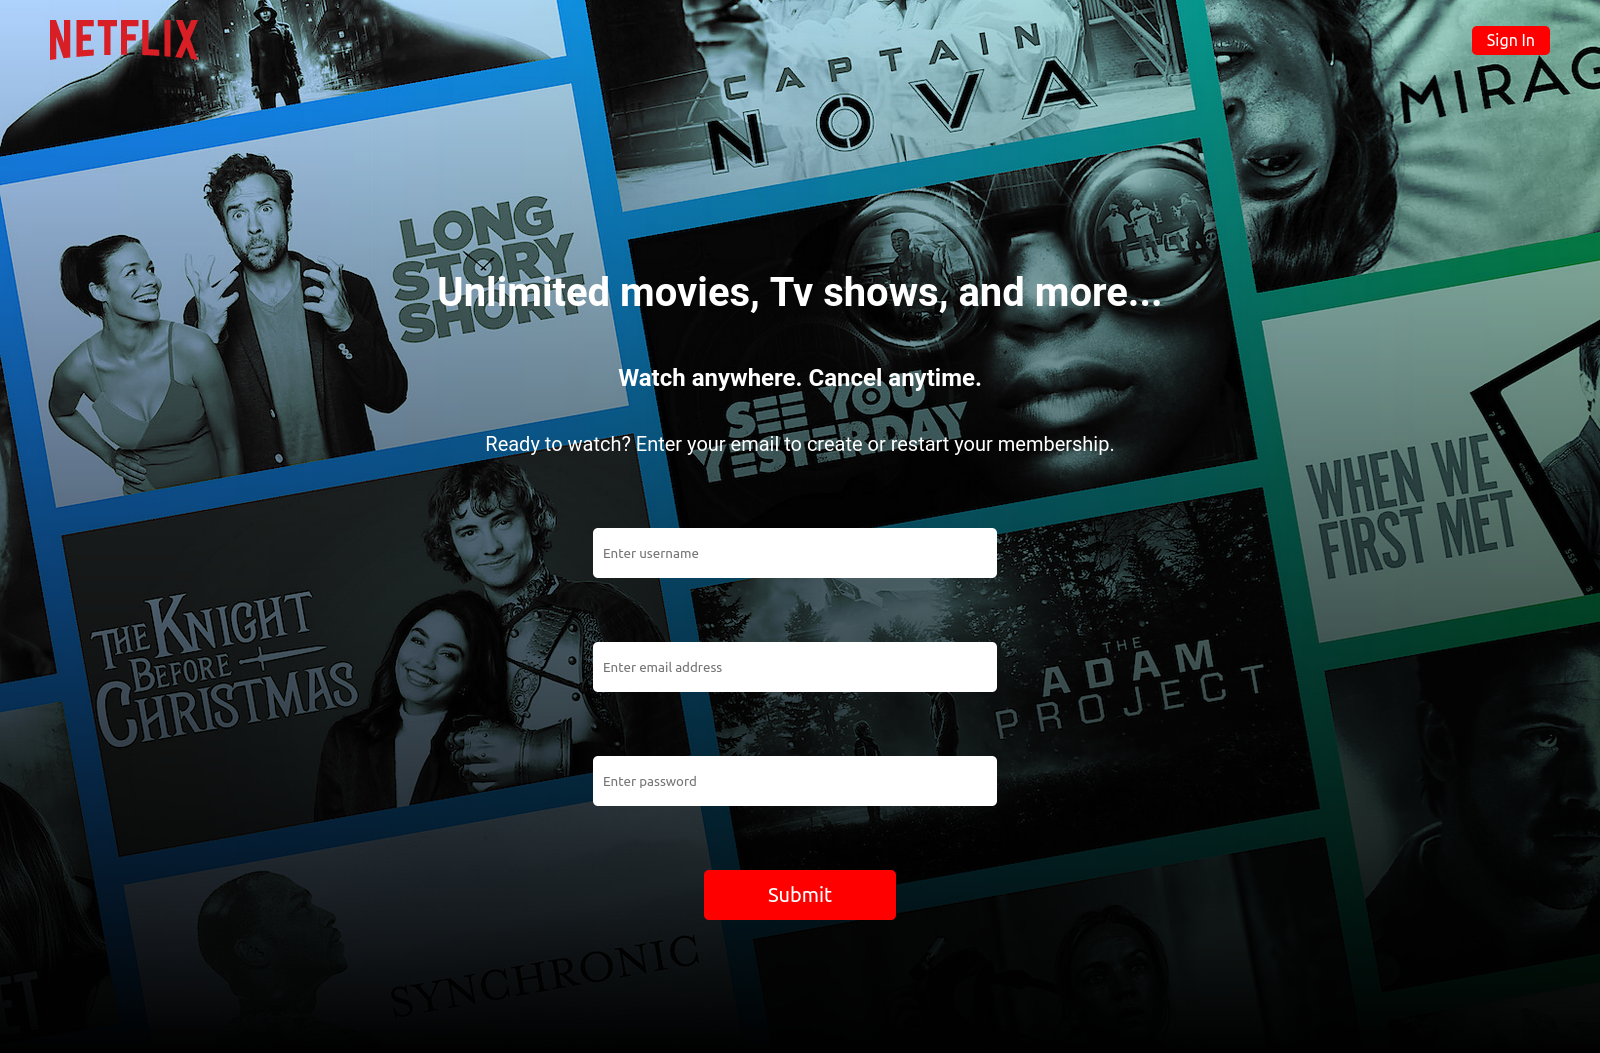 NETFLIX
Sign In
CAPTAIN
NOVA
MIRAG
LONG
STORY
SHORT
Unlimited movies, Tv shows, and more...
Watch anywhere. Cancel anytime.
SEE YOU
YESTERDAY
Ready to watch? Enter your email to create or restart your membership.
WHEN WE
FIRST MET
Enter username
THE KNIGHT
BEFORE
CHRISTMAS
THE
ADAM
PROJECT
Enter email address
Enter password
Submit
SYNCHRONIC